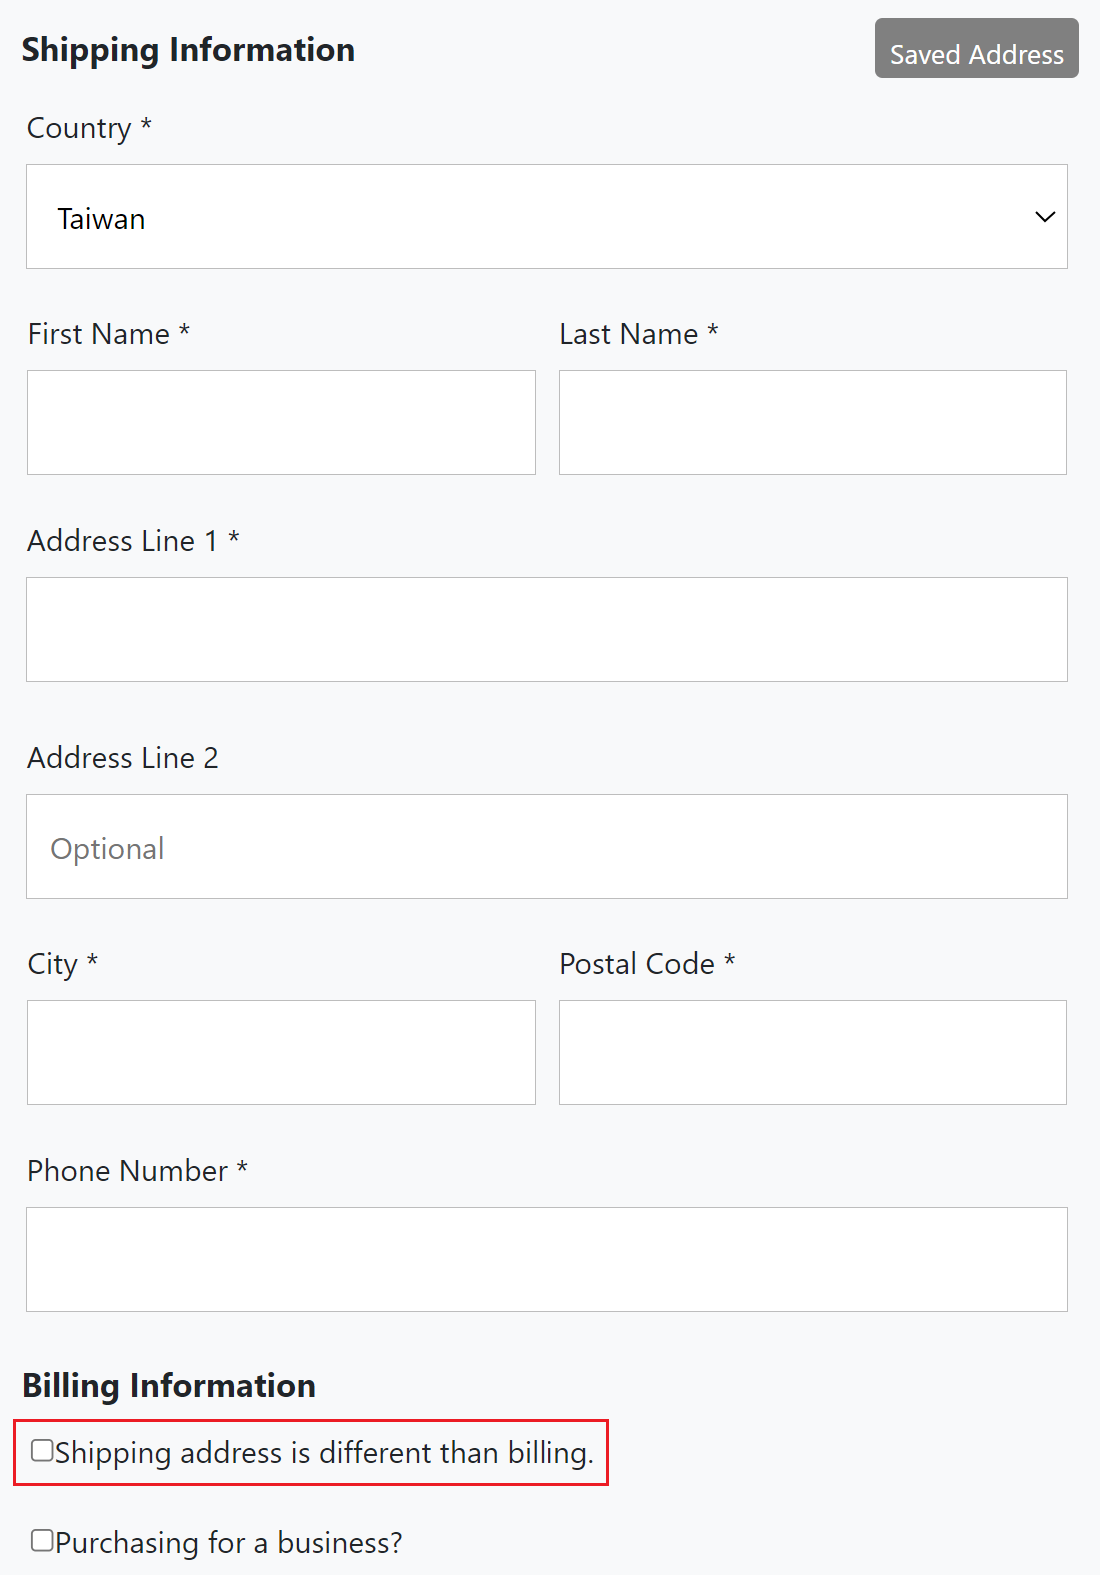 Shipping Information
Saved Address
Country *
Taiwan
First Name *
Last Name *
Address Line 1 *
Address Line 2
Optional
City *
Postal Code *
Phone Number *
Billing Information
Shipping address is different than billing.
Purchasing for a business?